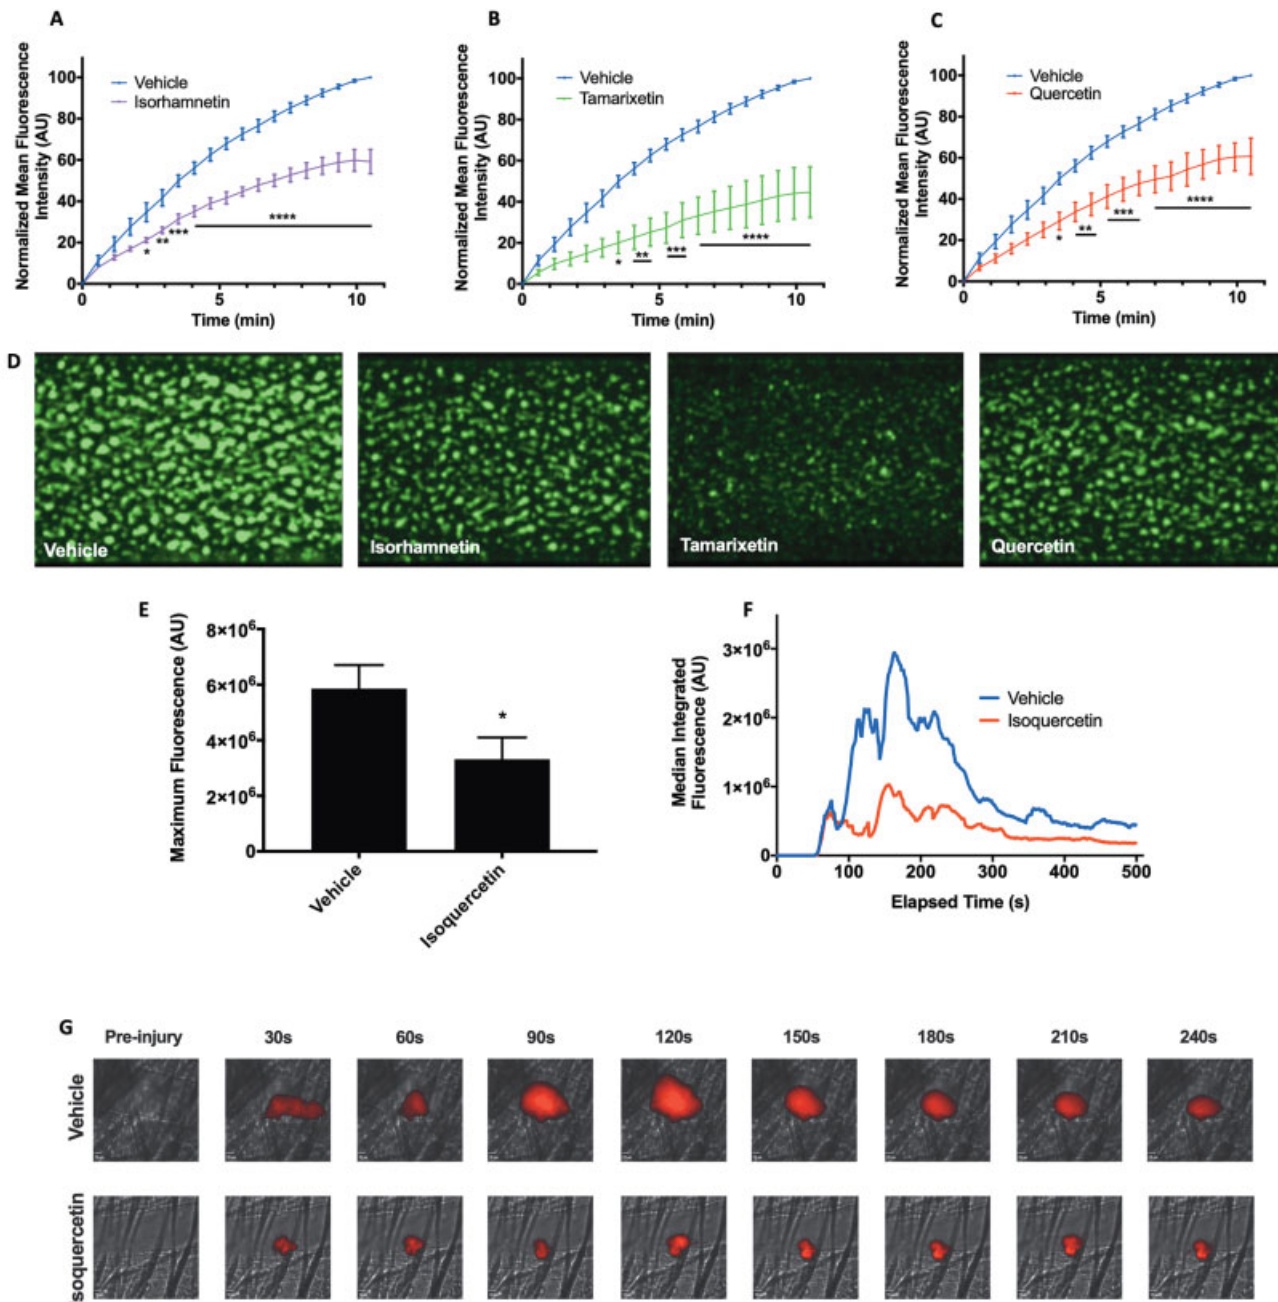 A
Normalized Mean Fluorescence
Intensity (AU)
100
80
60
40
20
0
Vehicle
Isorhamnetin
*
**
***
****
0
5
10
Time (min)
B
Normalized Mean Fluorescence
Intensity (AU)
100
80
60
40
20
0
Vehicle
Tamarixetin
*
**
***
****
0
5
10
Time (min)
C
Normalized Mean Fluorescence
Intensity (AU)
100
80
60
40
20
0
Vehicle
Quercetin
*
**
***
****
0
5
10
Time (min)
D
Vehicle
Isorhamnetin
Tamarixetin
Quercetin
E
Maximum Fluorescence (AU)
8×10⁶
6×10⁶
4×10⁶
2×10⁶
0
*
Vehicle
Isoquercetin
F
Median Integrated
Fluorescence (AU)
3×10⁶
2×10⁶
1×10⁶
0
Vehicle
Isoquercetin
0
100
200
300
400
500
Elapsed Time (s)
G
Pre-injury
30s
60s
90s
120s
150s
180s
210s
240s
Vehicle
Isoquercetin